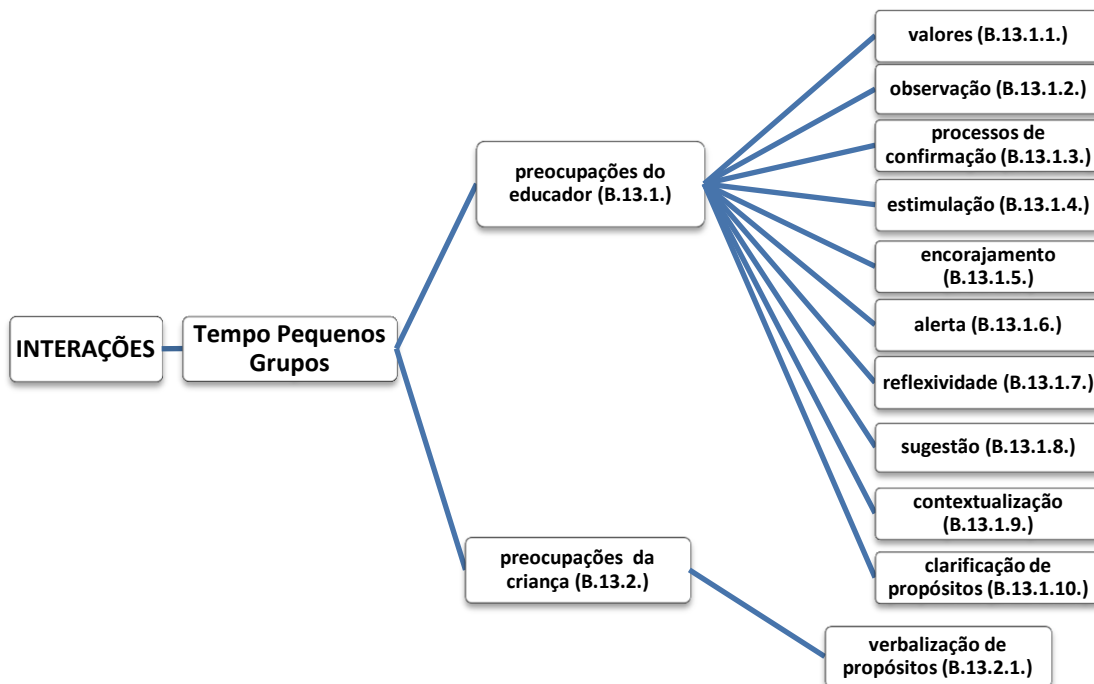 INTERAÇÕES
Tempo Pequenos
Grupos
preocupações do
educador (B.13.1.)
valores (B.13.1.1.)
observação (B.13.1.2.)
processos de
confirmação (B.13.1.3.)
estimulação (B.13.1.4.)
encorajamento
(B.13.1.5.)
alerta (B.13.1.6.)
reflexividade (B.13.1.7.)
sugestão (B.13.1.8.)
contextualização
(B.13.1.9.)
clarificação de
propósitos (B.13.1.10.)
preocupações da
criança (B.13.2.)
verbalização de
propósitos (B.13.2.1.)